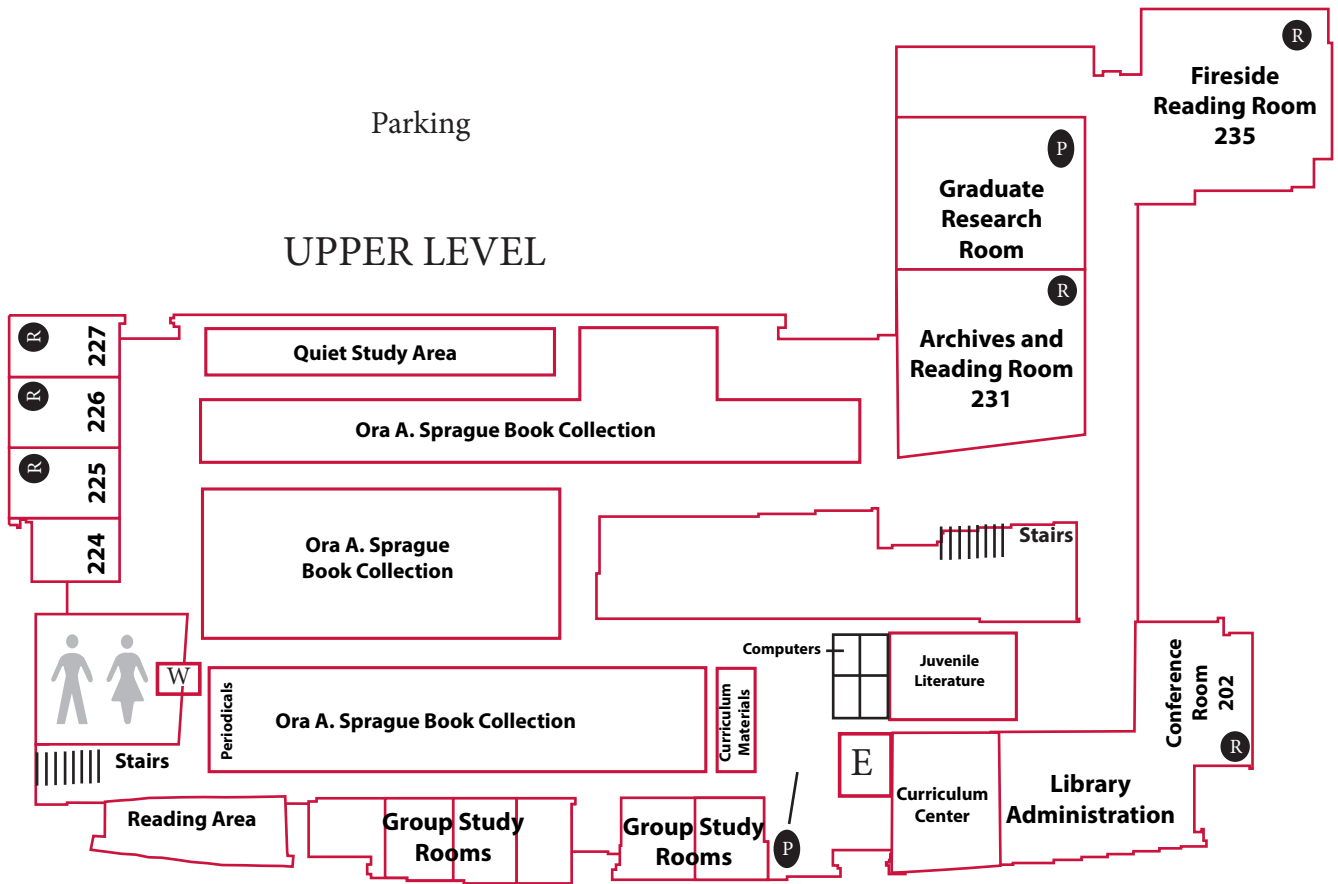 R
Fireside
Reading Room
235
Parking
P
Graduate
Research
Room
UPPER LEVEL
R
Archives and
Reading Room
231
R
227
R
226
R
225
224
Quiet Study Area
Ora A. Sprague Book Collection
Ora A. Sprague
Book Collection
Stairs
Computers
Juvenile
Literature
Conference
Room
202
R
W
Periodicals
Ora A. Sprague Book Collection
Curriculum
Materials
Stairs
E
Curriculum
Center
Library
Administration
Reading Area
Group Study
Rooms
Group Study
Rooms
P